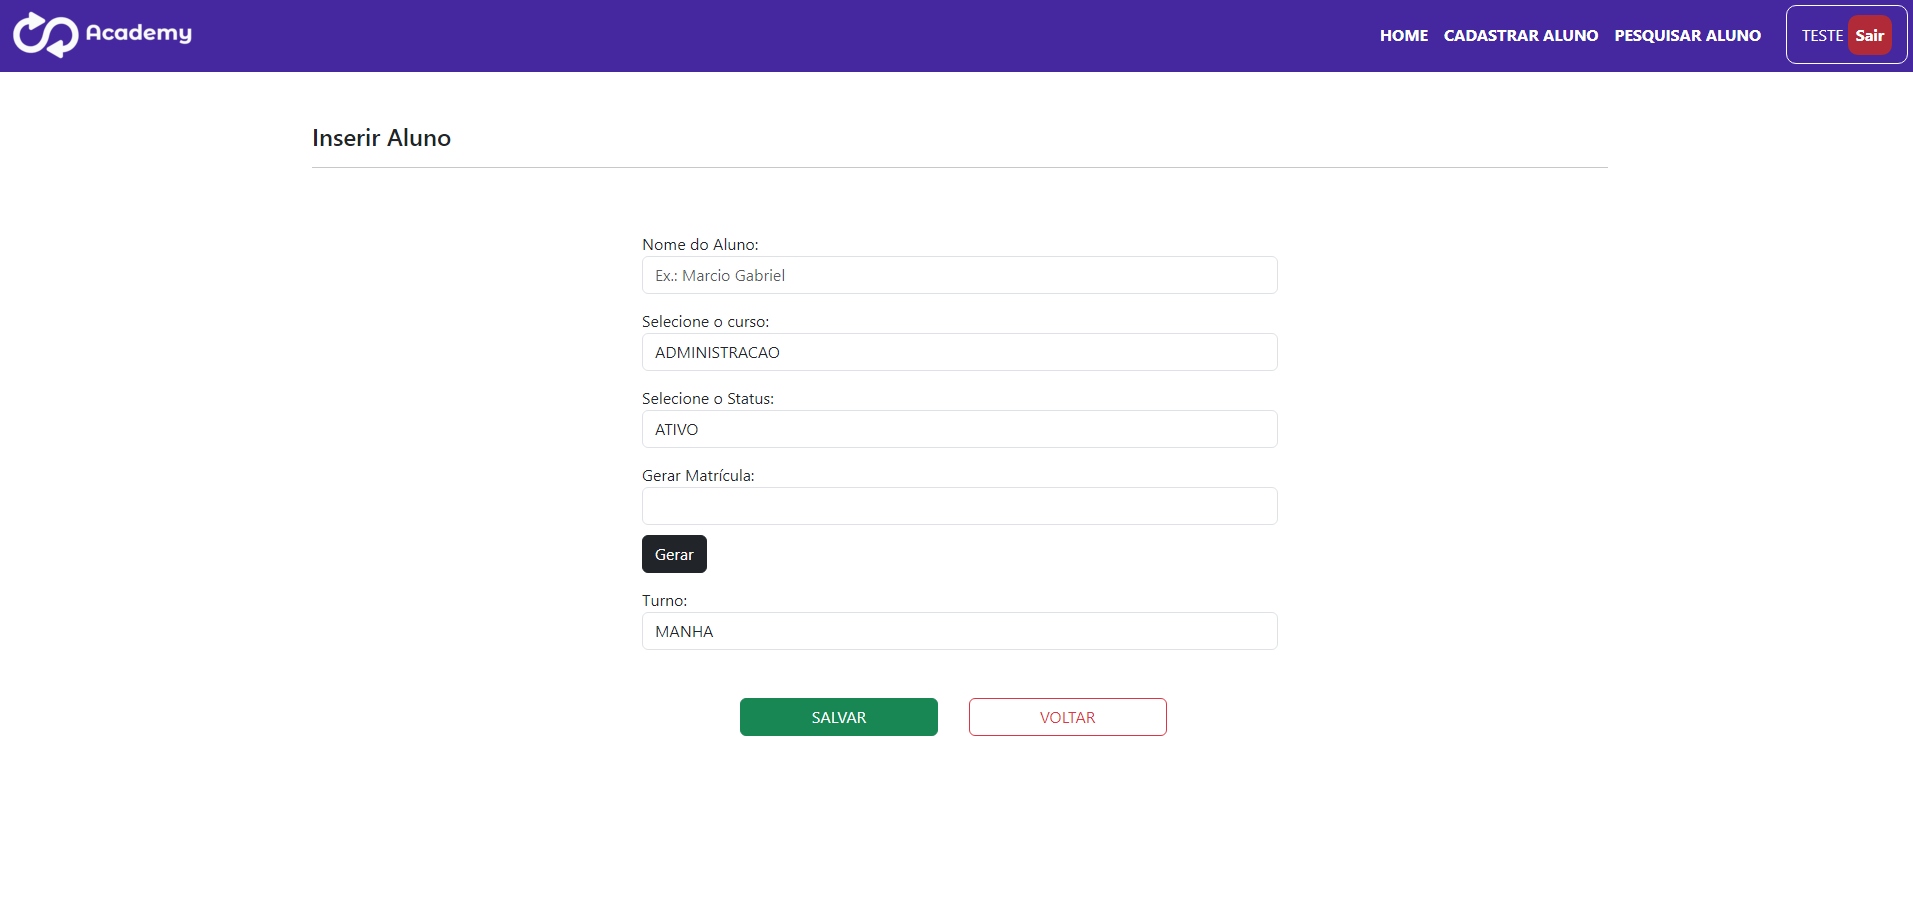 Academy
HOME CADASTRAR ALUNO PESQUISAR ALUNO TESTE Sair
Inserir Aluno
Nome do Aluno:
Ex.: Marcio Gabriel
Selecione o curso:
ADMINISTRACAO
Selecione o Status:
ATIVO
Gerar Matrícula:
Gerar
Turno:
MANHA
SALVAR VOLTAR